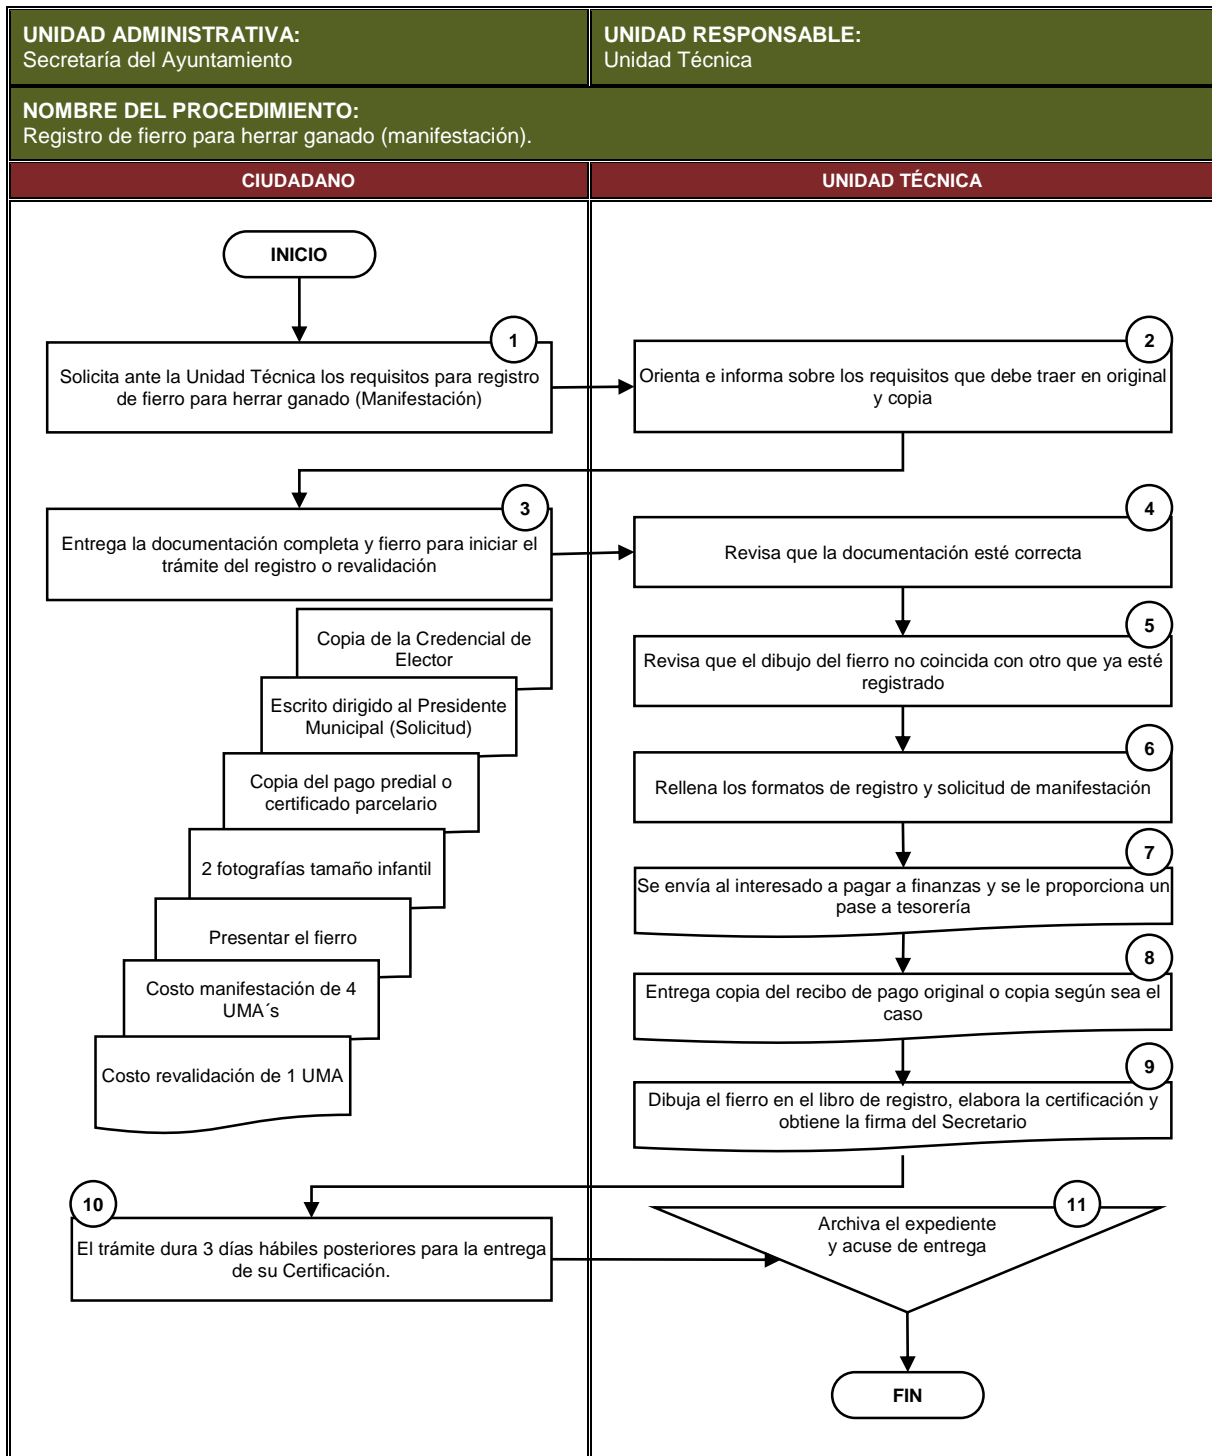 UNIDAD ADMINISTRATIVA:
Secretaría del Ayuntamiento
UNIDAD RESPONSABLE:
Unidad Técnica
NOMBRE DEL PROCEDIMIENTO:
Registro de fierro para herrar ganado (manifestación).
CIUDADANO
UNIDAD TÉCNICA
INICIO
1
Solicita ante la Unidad Técnica los requisitos para registro
de fierro para herrar ganado (Manifestación)
2
Orienta e informa sobre los requisitos que debe traer en original
y copia
3
Entrega la documentación completa y fierro para iniciar el
trámite del registro o revalidación
Copia de la Credencial de
Elector
Escrito dirigido al Presidente
Municipal (Solicitud)
Copia del pago predial o
certificado parcelario
2 fotografías tamaño infantil
Presentar el fierro
Costo manifestación de 4
UMA´s
Costo revalidación de 1 UMA
4
Revisa que la documentación esté correcta
5
Revisa que el dibujo del fierro no coincida con otro que ya esté
registrado
6
Rellena los formatos de registro y solicitud de manifestación
7
Se envía al interesado a pagar a finanzas y se le proporciona un
pase a tesorería
8
Entrega copia del recibo de pago original o copia según sea el
caso
9
Dibuja el fierro en el libro de registro, elabora la certificación y
obtiene la firma del Secretario
10
El trámite dura 3 días hábiles posteriores para la entrega
de su Certificación.
11
Archiva el expediente
y acuse de entrega
FIN